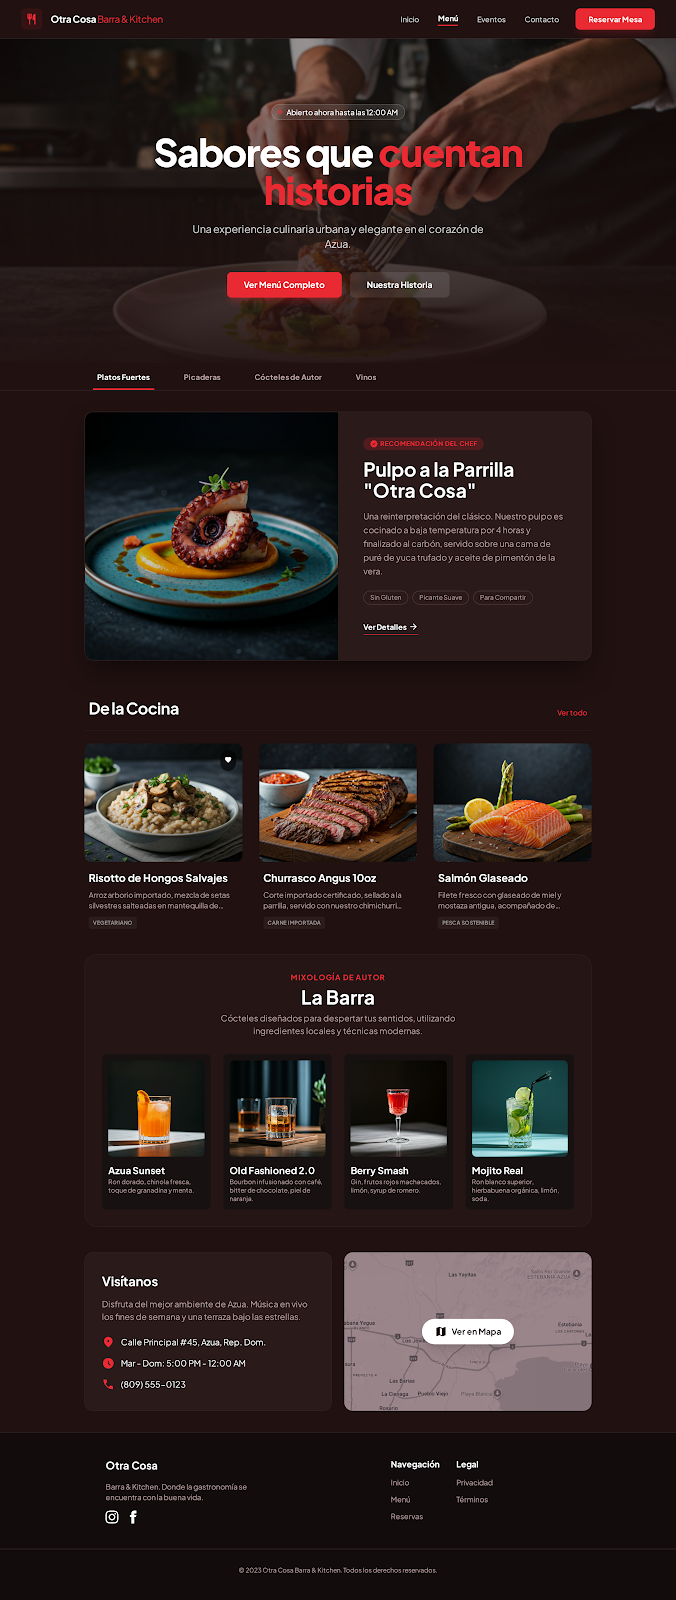 Otra Cosa Barra & Kitchen
Inicio
Menú
Eventos
Contacto
Reservar Mesa
Abierto ahora hasta las 12:00 AM
Sabores que cuentan
historias
Una experiencia culinaria urbana y elegante en el corazón de
Azua.
Ver Menú Completo
Nuestra Historia
Platos Fuertes
Picaderas
Cócteles de Autor
Vinos
RECOMENDACIÓN DEL CHEF
Pulpo a la Parrilla
"Otra Cosa"
Una reinterpretación del clásico. Nuestro pulpo es
cocinado a baja temperatura por 4 horas y
finalizado al carbón, servido sobre una cama de
puré de yuca trufado y aceite de pimentón de la
vera.
Sin Gluten
Picante Suave
Para Compartir
Ver Detalles
De la Cocina
Ver todo
Risotto de Hongos Salvajes
Arroz arborio importado, mezcla de setas
silvestres salteadas en mantequilla de...
VEGETARIANO
Churrasco Angus 10oz
Corte importado certificado, sellado a la
parrilla, servido con nuestro chimichurri...
CARNE IMPORTADA
Salmón Glaseado
Filete fresco con glaseado de miel y
mostaza antigua, acompañado de...
PESCA SOSTENIBLE
MIXOLOGÍA DE AUTOR
La Barra
Cócteles diseñados para despertar tus sentidos, utilizando
ingredientes locales y técnicas modernas.
Azua Sunset
Ron dorado, chinola fresca,
toque de granadina y menta.
Old Fashioned 2.0
Bourbon infusionado con café,
bitter de chocolate, piel de
naranja.
Berry Smash
Gin, frutos rojos machacados,
limón, syrup de romero.
Mojito Real
Ron blanco superior,
hierbabuena orgánica, limón,
soda.
Visítanos
Disfruta del mejor ambiente de Azua. Música en vivo
los fines de semana y una terraza bajo las estrellas.
Calle Principal #45, Azua, Rep. Dom.
Mar - Dom: 5:00 PM - 12:00 AM
(809) 555-0123
Las Yayitas
ESTEBANÍA AZUA
Estebania
Ver en Mapa
Los Barias
La Cienaga
Pueblo Viejo
Playa Blanca
Rosario
Otra Cosa
Barra & Kitchen. Donde la gastronomía se
encuentra con la buena vida.
Navegación
Inicio
Menú
Reservas
Legal
Privacidad
Términos
© 2023 Otra Cosa Barra & Kitchen. Todos los derechos reservados.